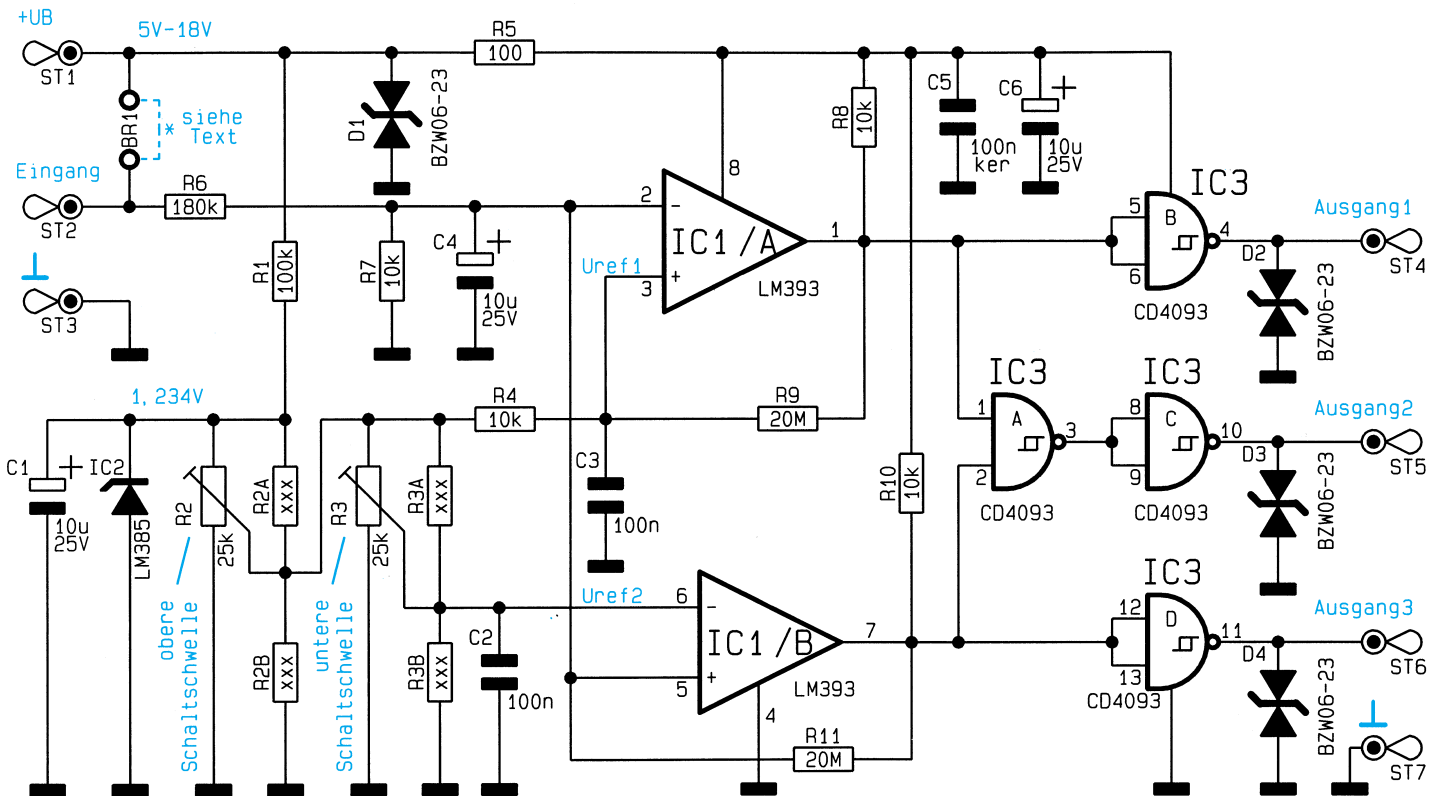 +UB
5V-18V
ST1
BR1
* siehe
Text
Eingang
ST2
R6
180k
ST3
R1
100k
D1
BZW06-23
R5
100
R7
10k
C4
+
10u
25V
Uref1
2
-
3
+
8
1
IC1/A
LM393
R8
10k
C5
100n
ker
C6
+
10u
25V
IC3
5
B
6
4
CD4093
Ausgang1
D2
ST4
BZW06-23
1,234V
C1
+
10u
25V
IC2
LM385
R2
25k
obere
Schaltschwelle
R2A
xxx
R2B
xxx
R3
25k
untere
Schaltschwelle
R3A
xxx
R3B
xxx
R4
10k
C3
100n
R9
20M
R10
10k
IC3
1
A
2
3
CD4093
IC3
8
C
9
10
CD4093
Ausgang2
D3
ST5
BZW06-23
Uref2
C2
100n
6
-
5
+
7
4
IC1/B
LM393
R11
20M
IC3
12
D
13
11
CD4093
Ausgang3
D4
ST6
BZW06-23
ST7